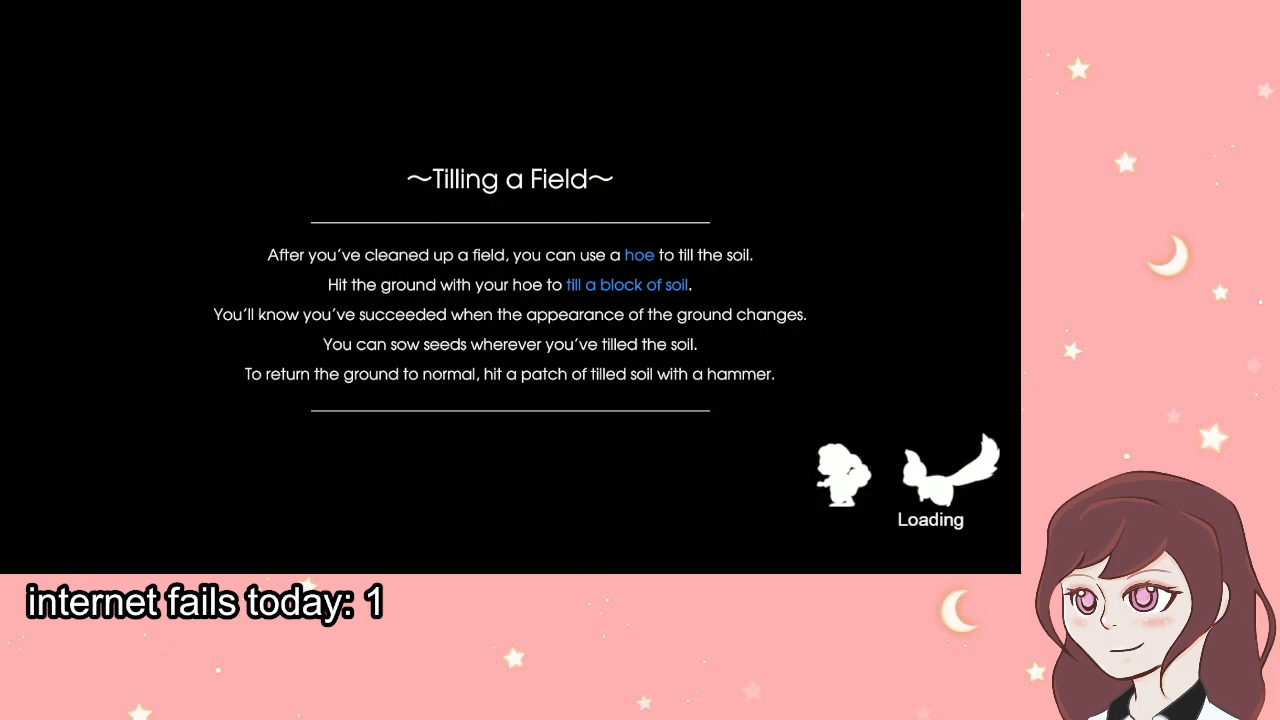 ～Tilling a Field～
After you've cleaned up a field, you can use a hoe to till the soil.
Hit the ground with your hoe to till a block of soil.
You'll know you've succeeded when the appearance of the ground changes.
You can sow seeds wherever you've tilled the soil.
To return the ground to normal, hit a patch of tilled soil with a hammer.
Loading
internet fails today: 1